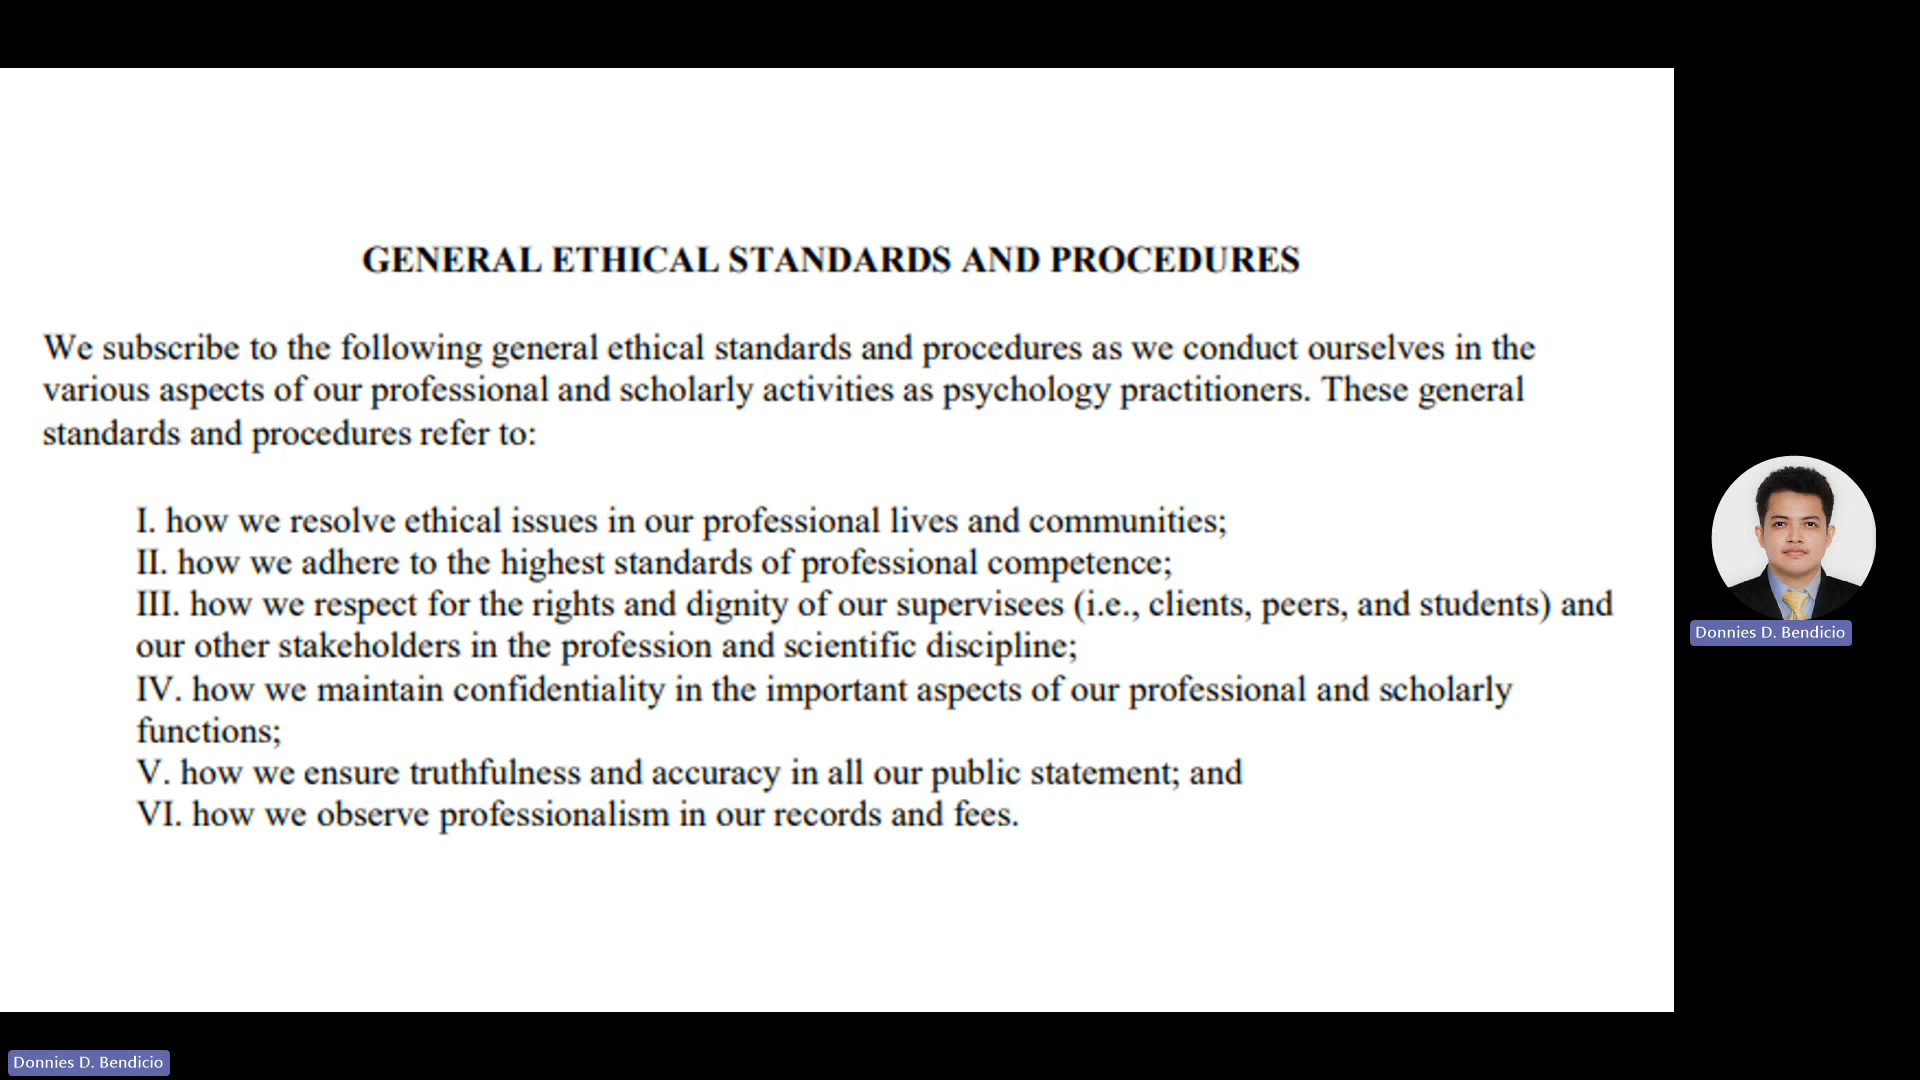 GENERAL ETHICAL STANDARDS AND PROCEDURES
We subscribe to the following general ethical standards and procedures as we conduct ourselves in the
various aspects of our professional and scholarly activities as psychology practitioners. These general
standards and procedures refer to:
I. how we resolve ethical issues in our professional lives and communities;
II. how we adhere to the highest standards of professional competence;
III. how we respect for the rights and dignity of our supervisees (i.e., clients, peers, and students) and
our other stakeholders in the profession and scientific discipline;
IV. how we maintain confidentiality in the important aspects of our professional and scholarly
functions;
V. how we ensure truthfulness and accuracy in all our public statement; and
VI. how we observe professionalism in our records and fees.
Donnies D. Bendicio
Donnies D. Bendicio